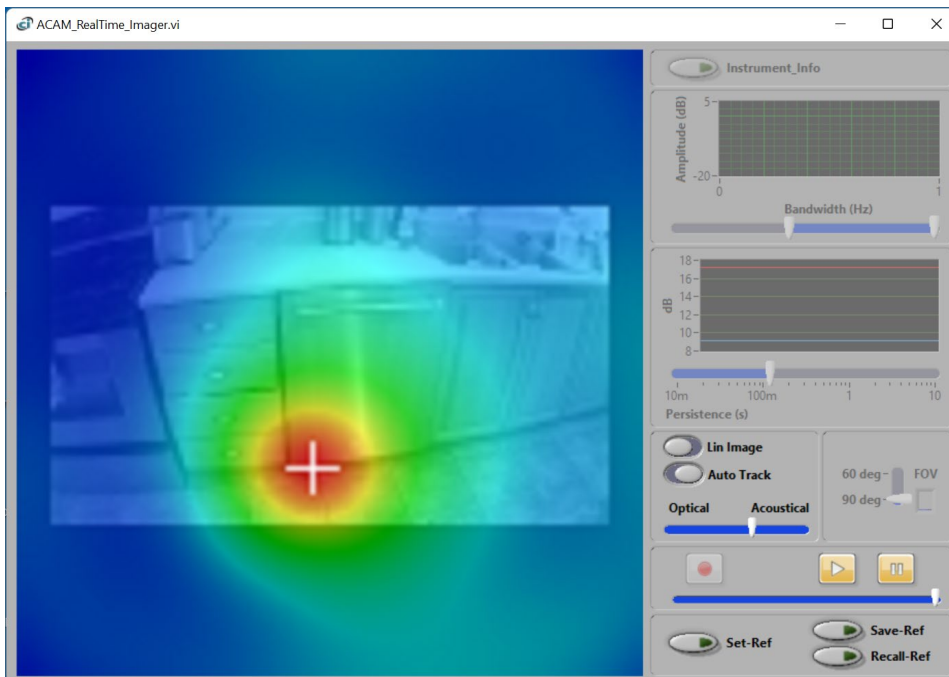 ACAM_RealTime_Imager.vi
Instrument_Info
Amplitude (dB)
5
-20
0
1
Bandwidth (Hz)
dB
18
16
14
12
10
8
10m
100m
1
10
Persistence (s)
Lin Image
Auto Track
Optical
Acoustical
60 deg
FOV
90 deg
Set-Ref
Save-Ref
Recall-Ref